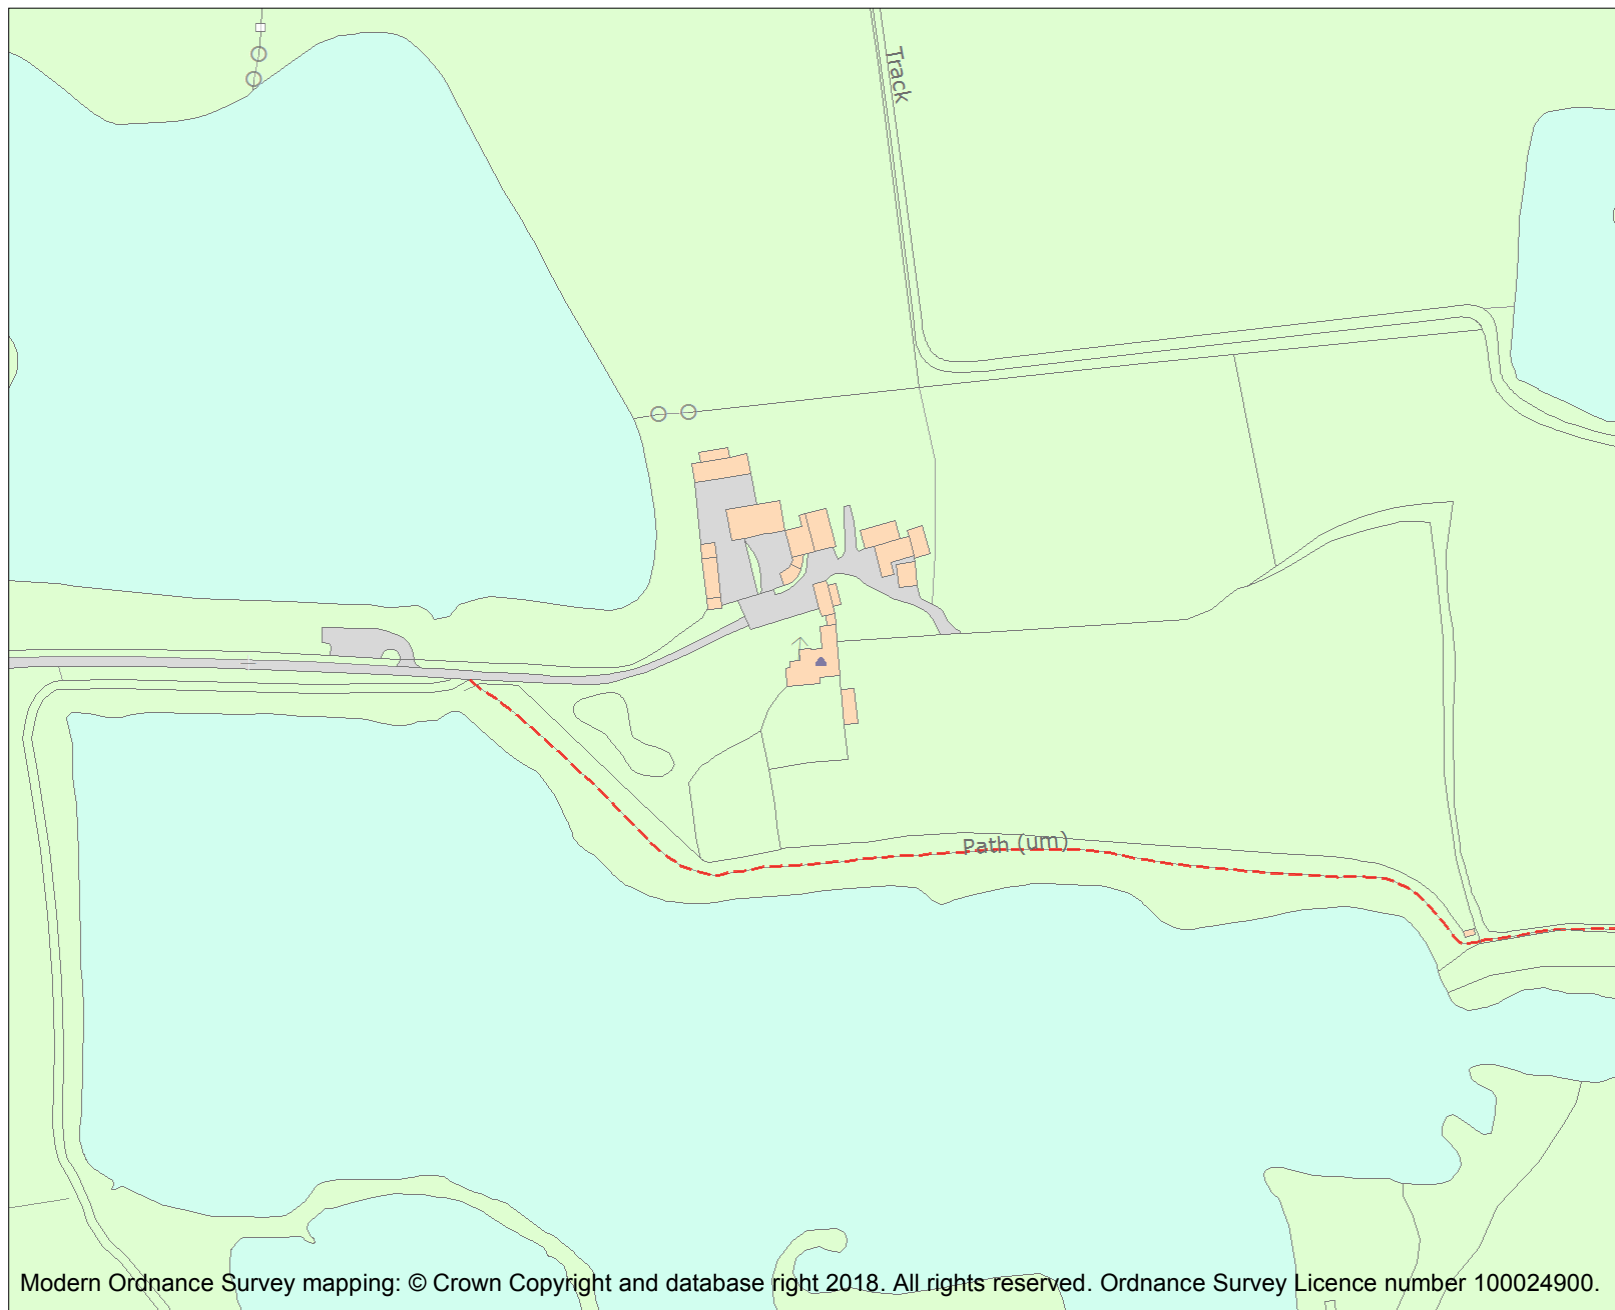 Track
Path (um)
Modern Ordnance Survey mapping: © Crown Copyright and database right 2018. All rights reserved. Ordnance Survey Licence number 100024900.